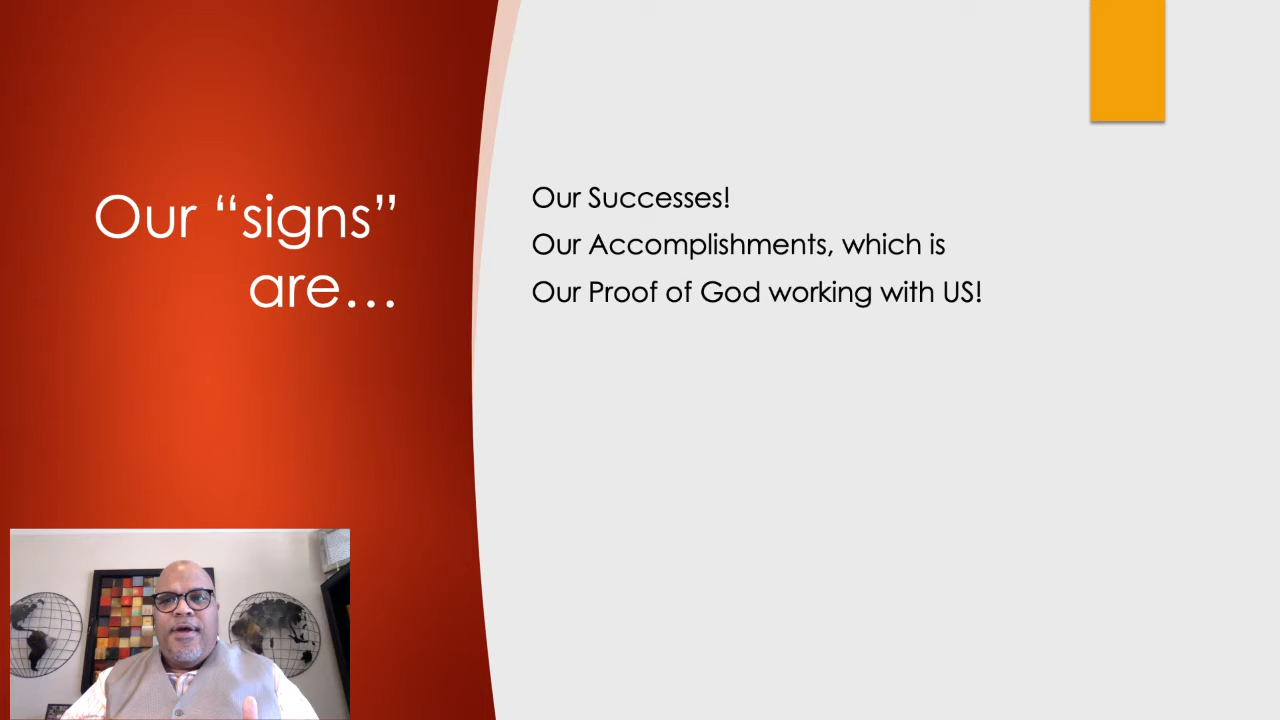 Our “signs”
are…
Our Successes!
Our Accomplishments, which is
Our Proof of God working with US!